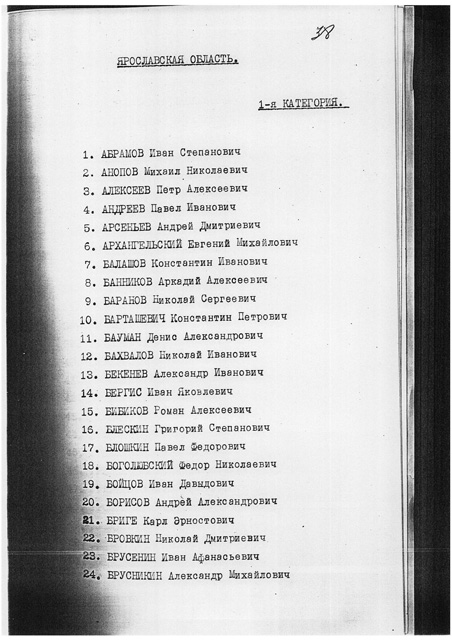 38
ЯРОСЛАВСКАЯ ОБЛАСТЬ.
1-я КАТЕГОРИЯ.
1. АБРАМОВ Иван Степанович
2. АНОПОВ Михаил Николаевич
3. АЛЕКСЕЕВ Петр Алексеевич
4. АНДРЕЕВ Павел Иванович
5. АРСЕНЬЕВ Андрей Дмитриевич
6. АРХАНГЕЛЬСКИЙ Евгений Михайлович
7. БАЛАШОВ Константин Иванович
8. БАННИКОВ Аркадий Алексеевич
9. БАРАНОВ Николай Сергеевич
10. БАРТАШЕВИЧ Константин Петрович
11. БАУМАН Денис Александрович
12. БАХВАЛОВ Николай Иванович
13. БЕКЕНЕВ Александр Иванович
14. БЕРГИС Иван Яковлевич
15. БИБИКОВ Роман Алексеевич
16. БЛЕСКИН Григорий Степанович
17. БЛОШКИН Павел Федорович
18. БОГОЛЮБСКИЙ Федор Николаевич
19. БОЙЦОВ Иван Давыдович
20. БОРИСОВ Андрей Александрович
21. БРИГЕ Карл Эрностович
22. БРОВКИН Николай Дмитриевич
23. БРУСЕНИН Иван Афанасьевич
24. БРУСНИКИН Александр Михайлович